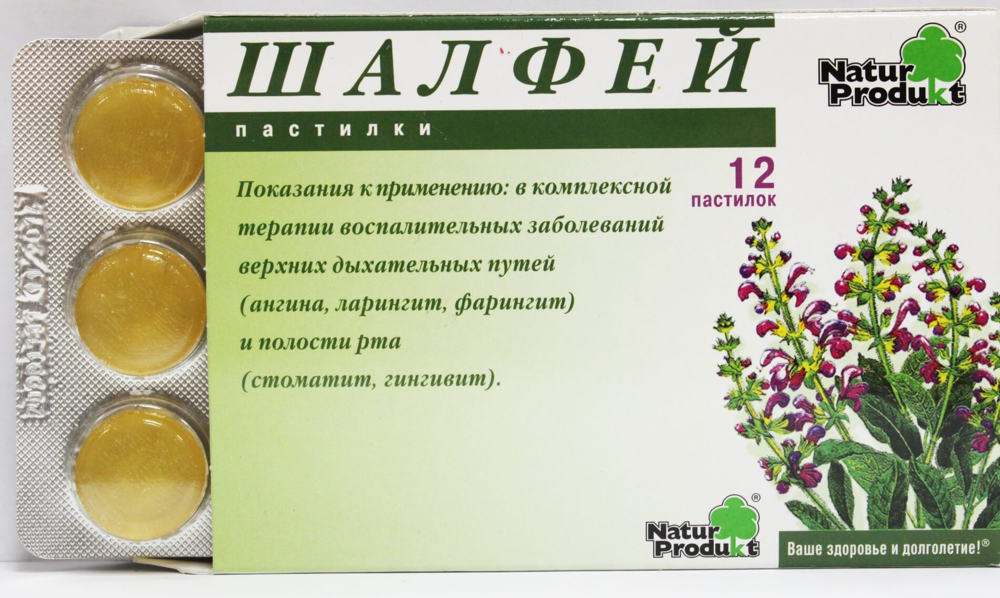 ШАЛФЕЙ
Natur
Produkt
®
пастилки
12
пастилок
Показания к применению: в комплексной
терапии воспалительных заболеваний
верхних дыхательных путей
(ангина, ларингит, фарингит)
и полости рта
(стоматит, гингивит).
Natur
Produkt
®
Ваше здоровье и долголетие!®